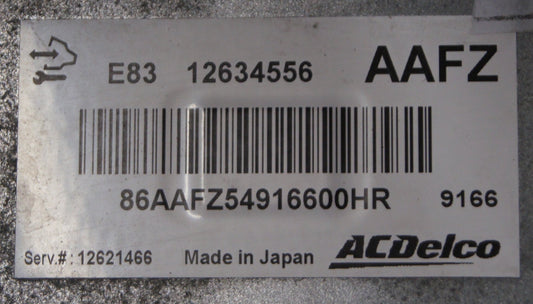 E83 12634556 AAFZ
86AAFZ54916600HR 9166
Serv.#: 12621466 Made in Japan ACDelco